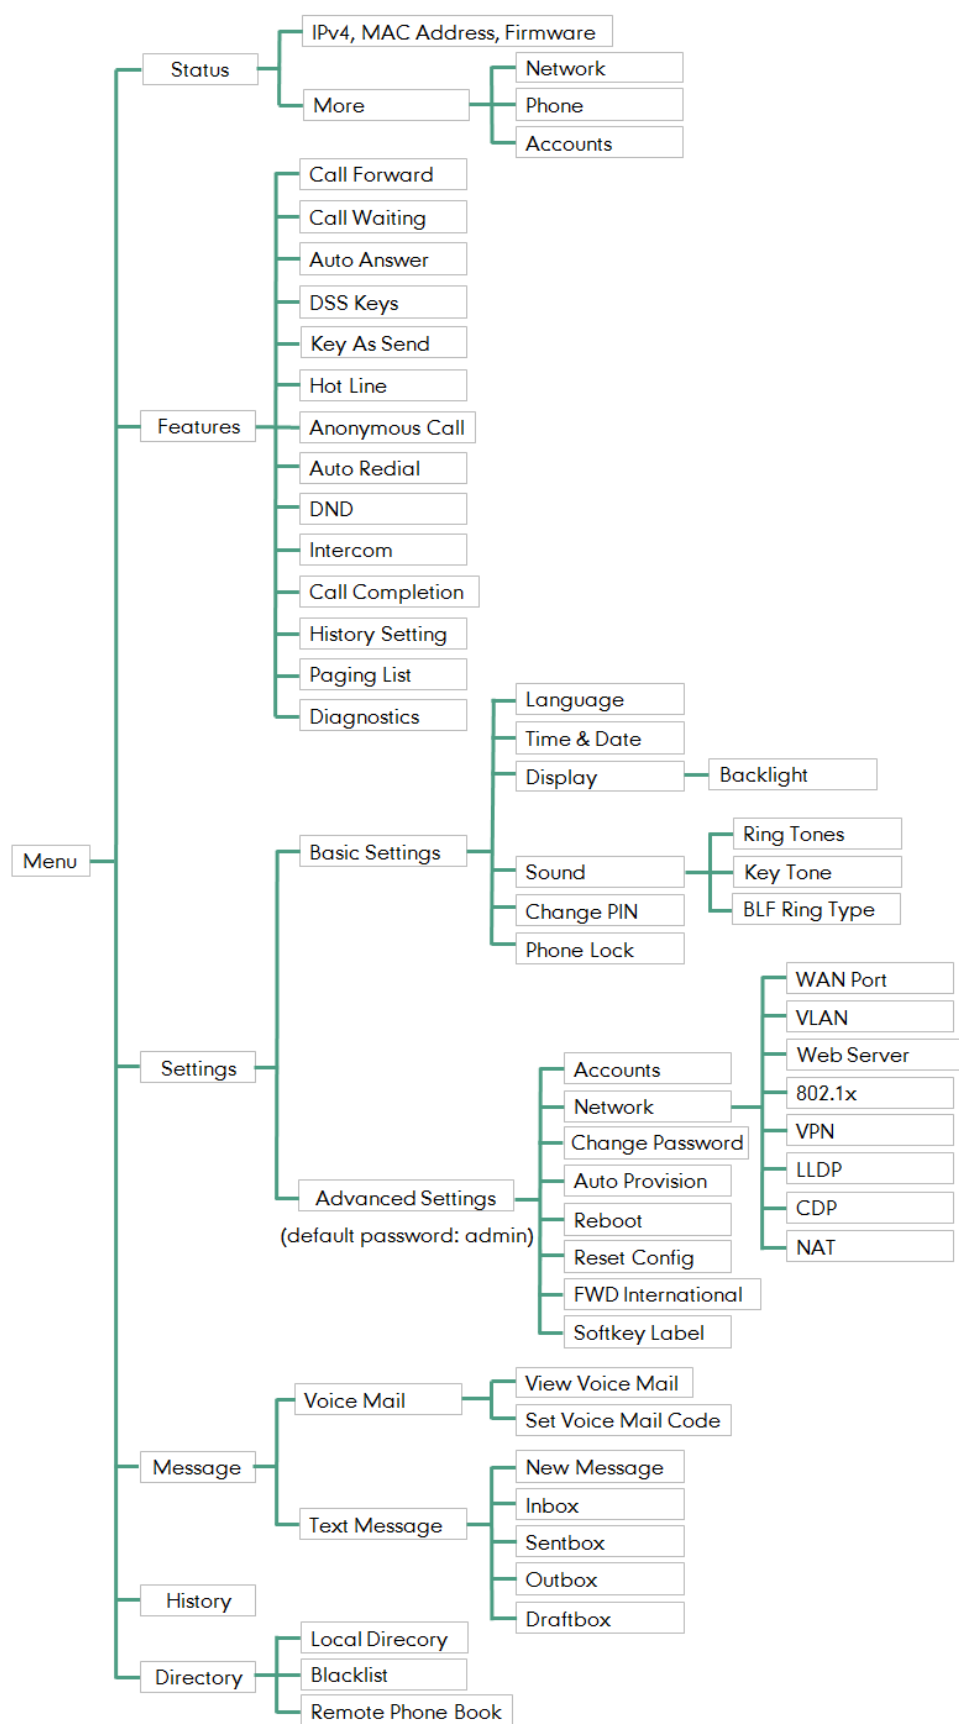 Menu
Status
IPv4, MAC Address, Firmware
More
Network
Phone
Accounts
Features
Call Forward
Call Waiting
Auto Answer
DSS Keys
Key As Send
Hot Line
Anonymous Call
Auto Redial
DND
Intercom
Call Completion
History Setting
Paging List
Diagnostics
Settings
Basic Settings
Language
Time & Date
Display
Backlight
Sound
Ring Tones
Key Tone
BLF Ring Type
Change PIN
Phone Lock
Advanced Settings
(default password: admin)
Accounts
Network
WAN Port
VLAN
Web Server
802.1x
VPN
LLDP
CDP
NAT
Change Password
Auto Provision
Reboot
Reset Config
FWD International
Softkey Label
Message
Voice Mail
View Voice Mail
Set Voice Mail Code
Text Message
New Message
Inbox
Sentbox
Outbox
Draftbox
History
Directory
Local Direcory
Blacklist
Remote Phone Book